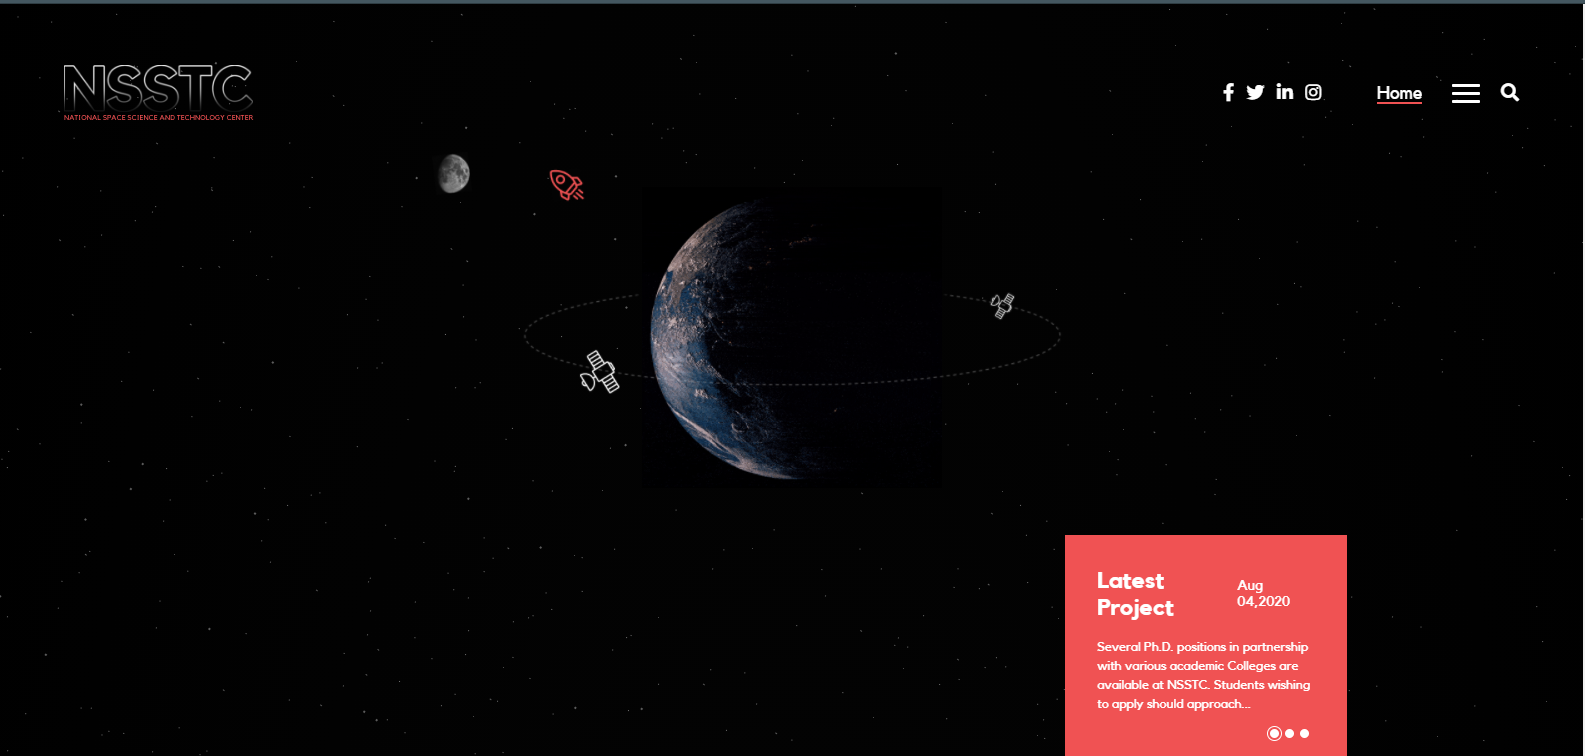 NSSTC
NATIONAL SPACE SCIENCE AND TECHNOLOGY CENTER
Home
Latest
Project
Aug
04,2020
Several Ph.D. positions in partnership
with various academic Colleges are
available at NSSTC. Students wishing
to apply should approach...